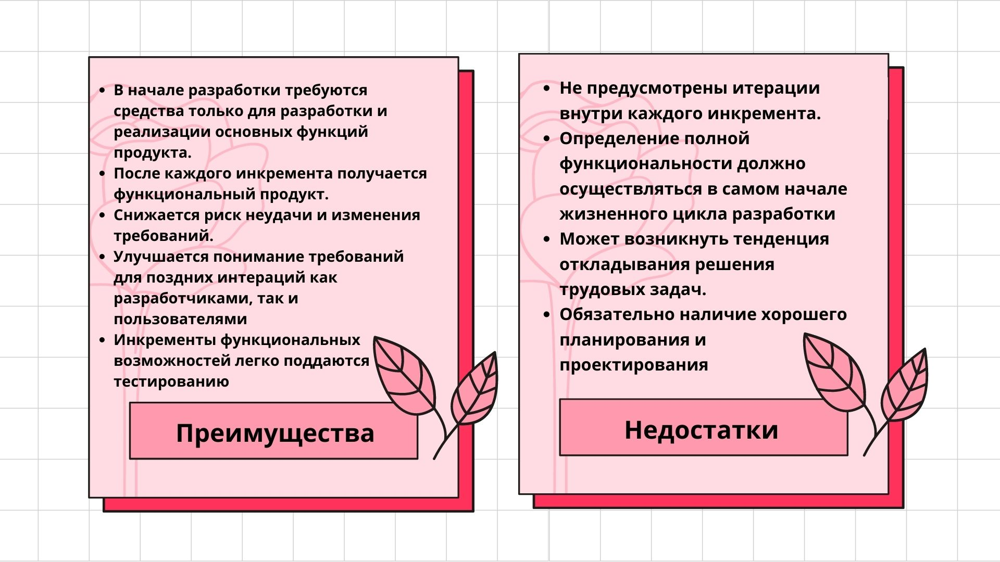 • В начале разработки требуются
средства только для разработки и
реализации основных функций
продукта.
• После каждого инкремента получается
функциональный продукт.
• Снижается риск неудачи и изменения
требований.
• Улучшается понимание требований
для поздних интераций как
разработчиками, так и
пользователями
• Инкременты функциональных
возможностей легко поддаются
тестированию
Преимущества
• Не предусмотрены итерации
внутри каждого инкремента.
• Определение полной
функциональности должно
осуществляться в самом начале
жизненного цикла разработки
• Может возникнуть тенденция
откладывания решения
трудовых задач.
• Обязательно наличие хорошего
планирования и
проектирования
Недостатки